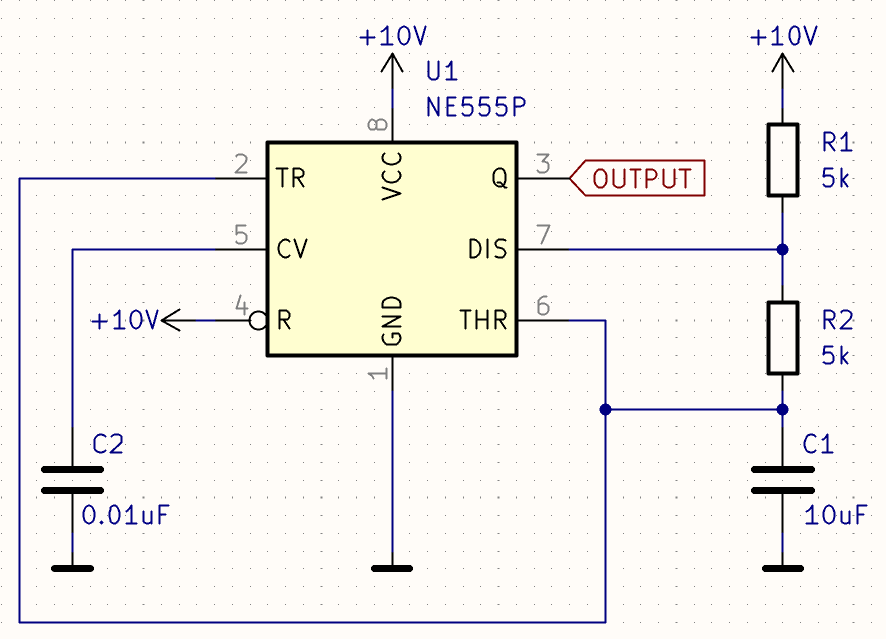 +10V
U1
NE555P
+10V
8
2
TR
VCC
Q
3
OUTPUT
R1
5k
5
CV
DIS
7
+10V
4
R
GND
THR
6
R2
5k
1
C2
0.01uF
C1
10uF